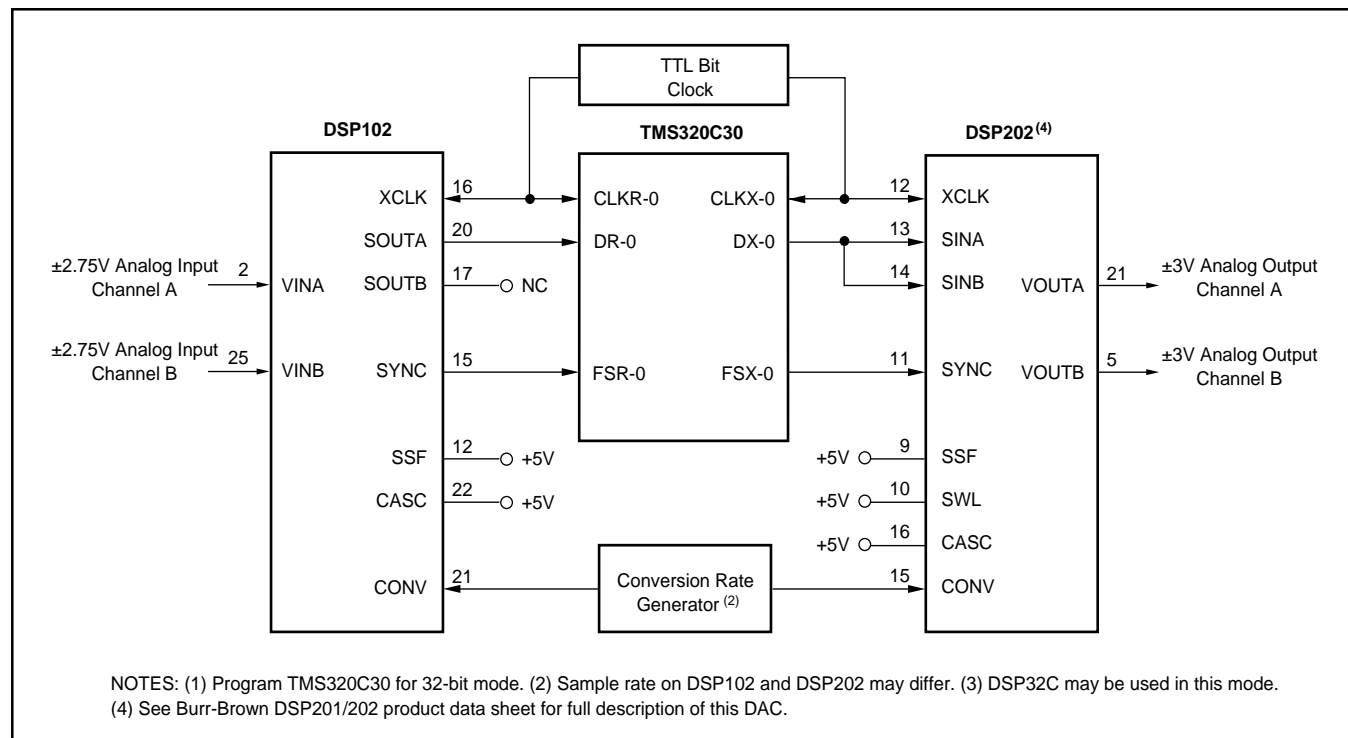 TTL Bit
Clock
DSP102
TMS320C30
DSP202 (4)
XCLK
16
CLKR-0
CLKX-0
12
XCLK
SOUTA
20
DR-0
DX-0
13
SINA
±2.75V Analog Input
Channel A
2
VINA
SOUTB
17
NC
14
SINB
VOUTA
21
±3V Analog Output
Channel A
±2.75V Analog Input
Channel B
25
VINB
SYNC
15
FSR-0
FSX-0
11
SYNC
VOUTB
5
±3V Analog Output
Channel B
SSF
12
+5V
+5V
9
SSF
CASC
22
+5V
+5V
10
SWL
+5V
16
CASC
CONV
21
Conversion Rate
Generator (2)
15
CONV
NOTES: (1) Program TMS320C30 for 32-bit mode. (2) Sample rate on DSP102 and DSP202 may differ. (3) DSP32C may be used in this mode.
(4) See Burr-Brown DSP201/202 product data sheet for full description of this DAC.